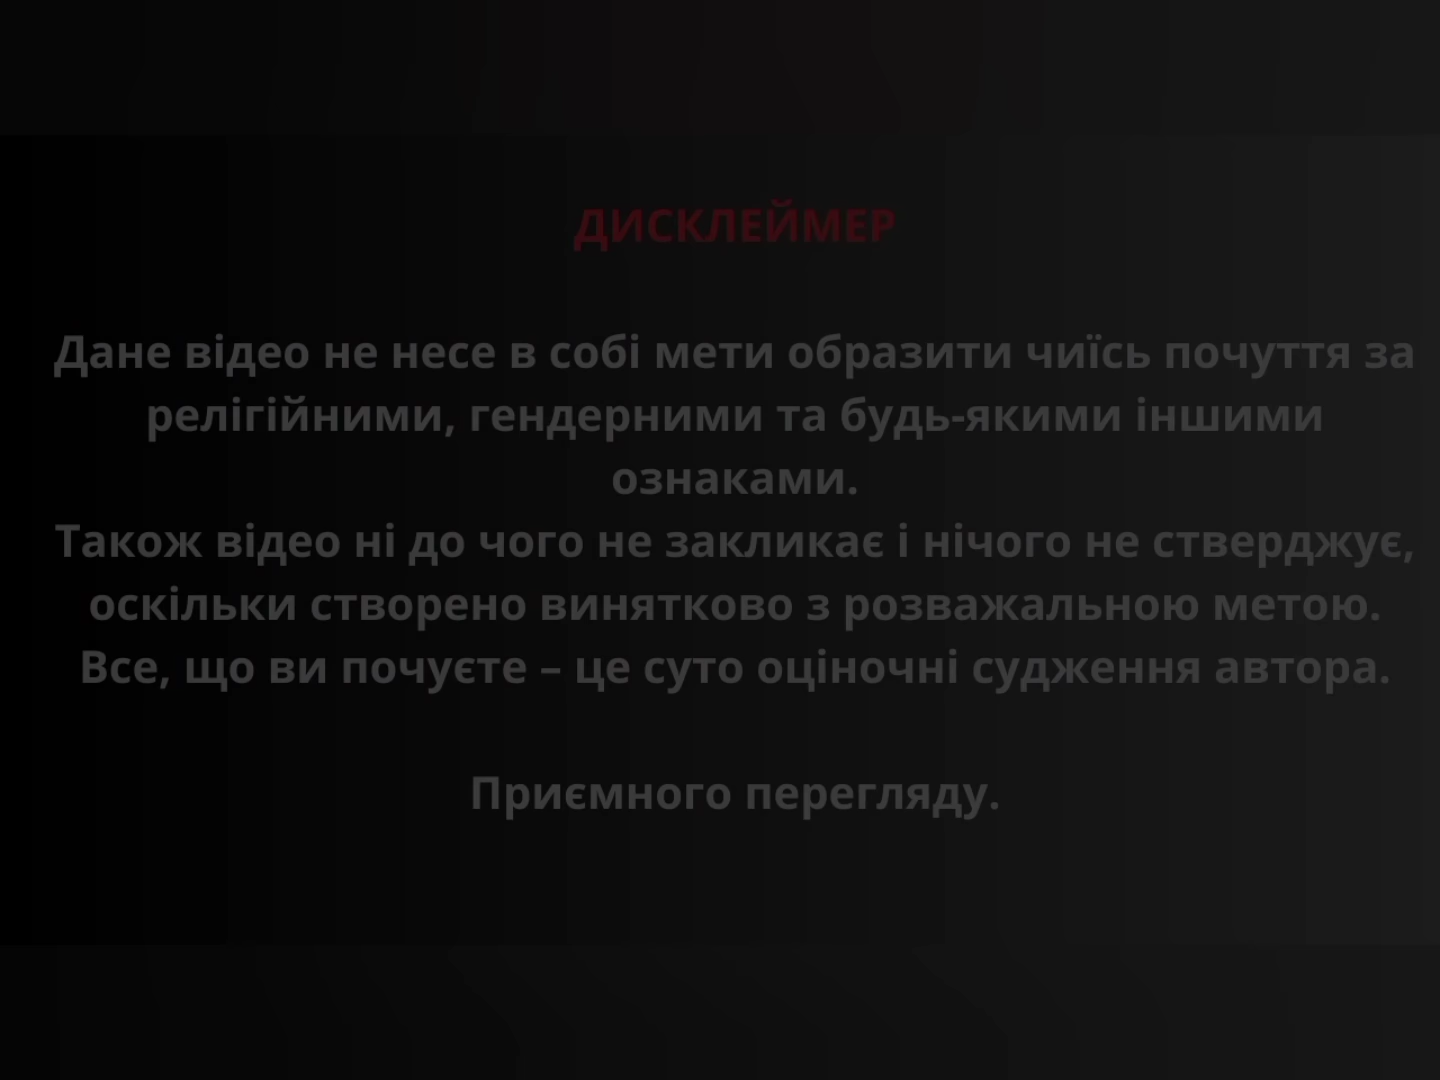 ДИСКЛЕЙМЕР
Дане відео не несе в собі мети образити чиїсь почуття за
релігійними, гендерними та будь-якими іншими
ознаками.
Також відео ні до чого не закликає і нічого не стверджує,
оскільки створено винятково з розважальною метою.
Все, що ви почуєте – це суто оціночні судження автора.
Приємного перегляду.